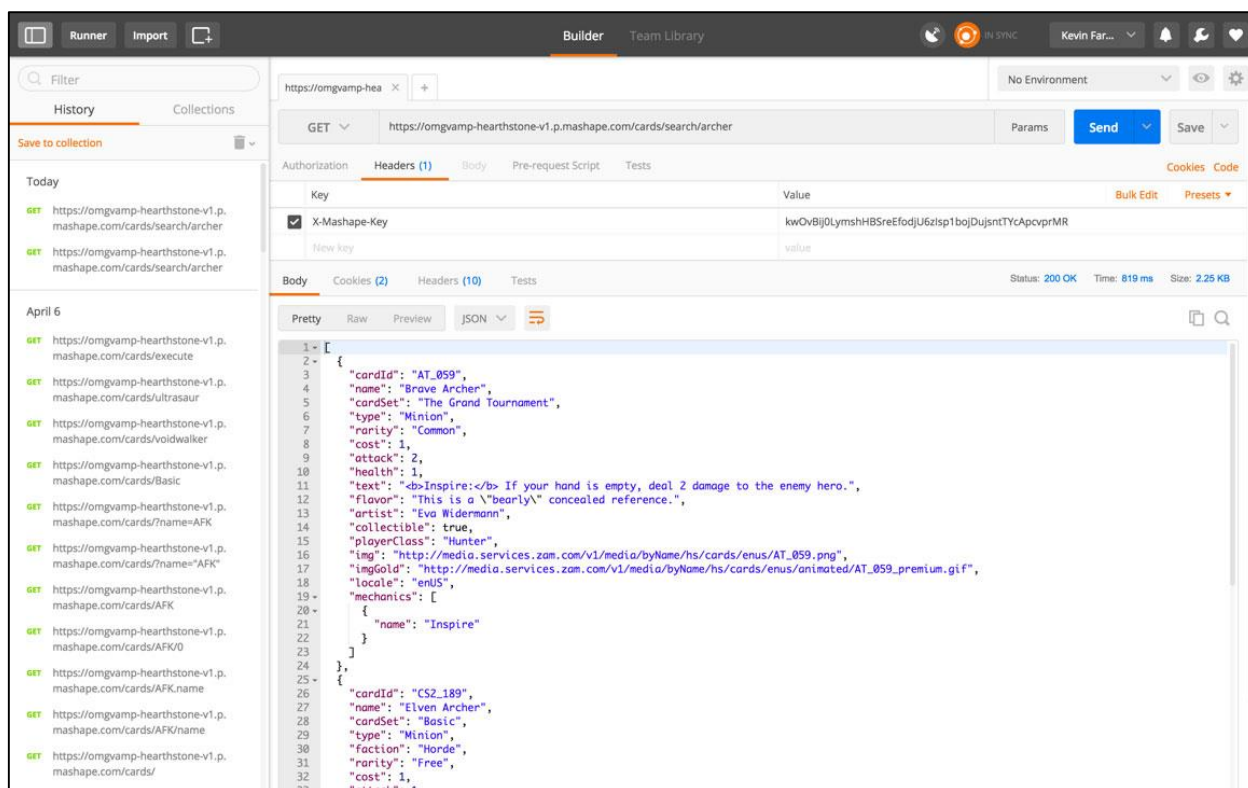 Runner Import Builder Team Library IN SYNC Kevin Far...
Filter
History Collections
Save to collection
Today
GET https://omgvamp-hearthstone-v1.p.
mashape.com/cards/search/archer
GET https://omgvamp-hearthstone-v1.p.
mashape.com/cards/search/archer
April 6
GET https://omgvamp-hearthstone-v1.p.
mashape.com/cards/execute
GET https://omgvamp-hearthstone-v1.p.
mashape.com/cards/ultrasaur
GET https://omgvamp-hearthstone-v1.p.
mashape.com/cards/voidwalker
GET https://omgvamp-hearthstone-v1.p.
mashape.com/cards/Basic
GET https://omgvamp-hearthstone-v1.p.
mashape.com/cards/?name=AFK
GET https://omgvamp-hearthstone-v1.p.
mashape.com/cards/?name="AFK"
GET https://omgvamp-hearthstone-v1.p.
mashape.com/cards/AFK
GET https://omgvamp-hearthstone-v1.p.
mashape.com/cards/AFK/0
GET https://omgvamp-hearthstone-v1.p.
mashape.com/cards/AFK.name
GET https://omgvamp-hearthstone-v1.p.
mashape.com/cards/AFK/name
GET https://omgvamp-hearthstone-v1.p.
mashape.com/cards/
https://omgvamp-hea
No Environment
GET https://omgvamp-hearthstone-v1.p.mashape.com/cards/search/archer Params Send Save
Authorization Headers (1) Body Pre-request Script Tests Cookies Code
Key Value Bulk Edit Presets
X-Mashape-Key kwOvBij0LymshHBSreEfodjU6zIsp1bojDujsntTYcApcvprMR
New key value
Body Cookies (2) Headers (10) Tests Status: 200 OK Time: 819 ms Size: 2.25 KB
Pretty Raw Preview JSON
1 [
2 {
3 "cardId": "AT_059",
4 "name": "Brave Archer",
5 "cardSet": "The Grand Tournament",
6 "type": "Minion",
7 "rarity": "Common",
8 "cost": 1,
9 "attack": 2,
10 "health": 1,
11 "text": "<b>Inspire:</b> If your hand is empty, deal 2 damage to the enemy hero.",
12 "flavor": "This is a \"bearly\" concealed reference.",
13 "artist": "Eva Widermann",
14 "collectible": true,
15 "playerClass": "Hunter",
16 "img": "http://media.services.zam.com/v1/media/byName/hs/cards/enus/AT_059.png",
17 "imgGold": "http://media.services.zam.com/v1/media/byName/hs/cards/enus/animated/AT_059_premium.gif",
18 "locale": "enUS",
19 "mechanics": [
20 {
21 "name": "Inspire"
22 }
23 ]
24 },
25 {
26 "cardId": "CS2_189",
27 "name": "Elven Archer",
28 "cardSet": "Basic",
29 "type": "Minion",
30 "faction": "Horde",
31 "rarity": "Free",
32 "cost": 1,